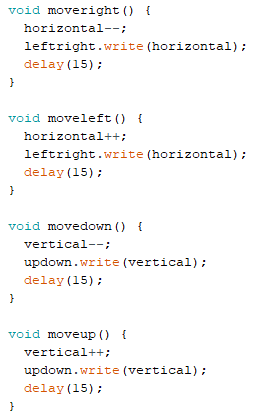 void moveright() {
  horizontal--;
  leftright.write(horizontal);
  delay(15);
}

void moveleft() {
  horizontal++;
  leftright.write(horizontal);
  delay(15);
}

void movedown() {
  vertical--;
  updown.write(vertical);
  delay(15);
}

void moveup() {
  vertical++;
  updown.write(vertical);
  delay(15);
}